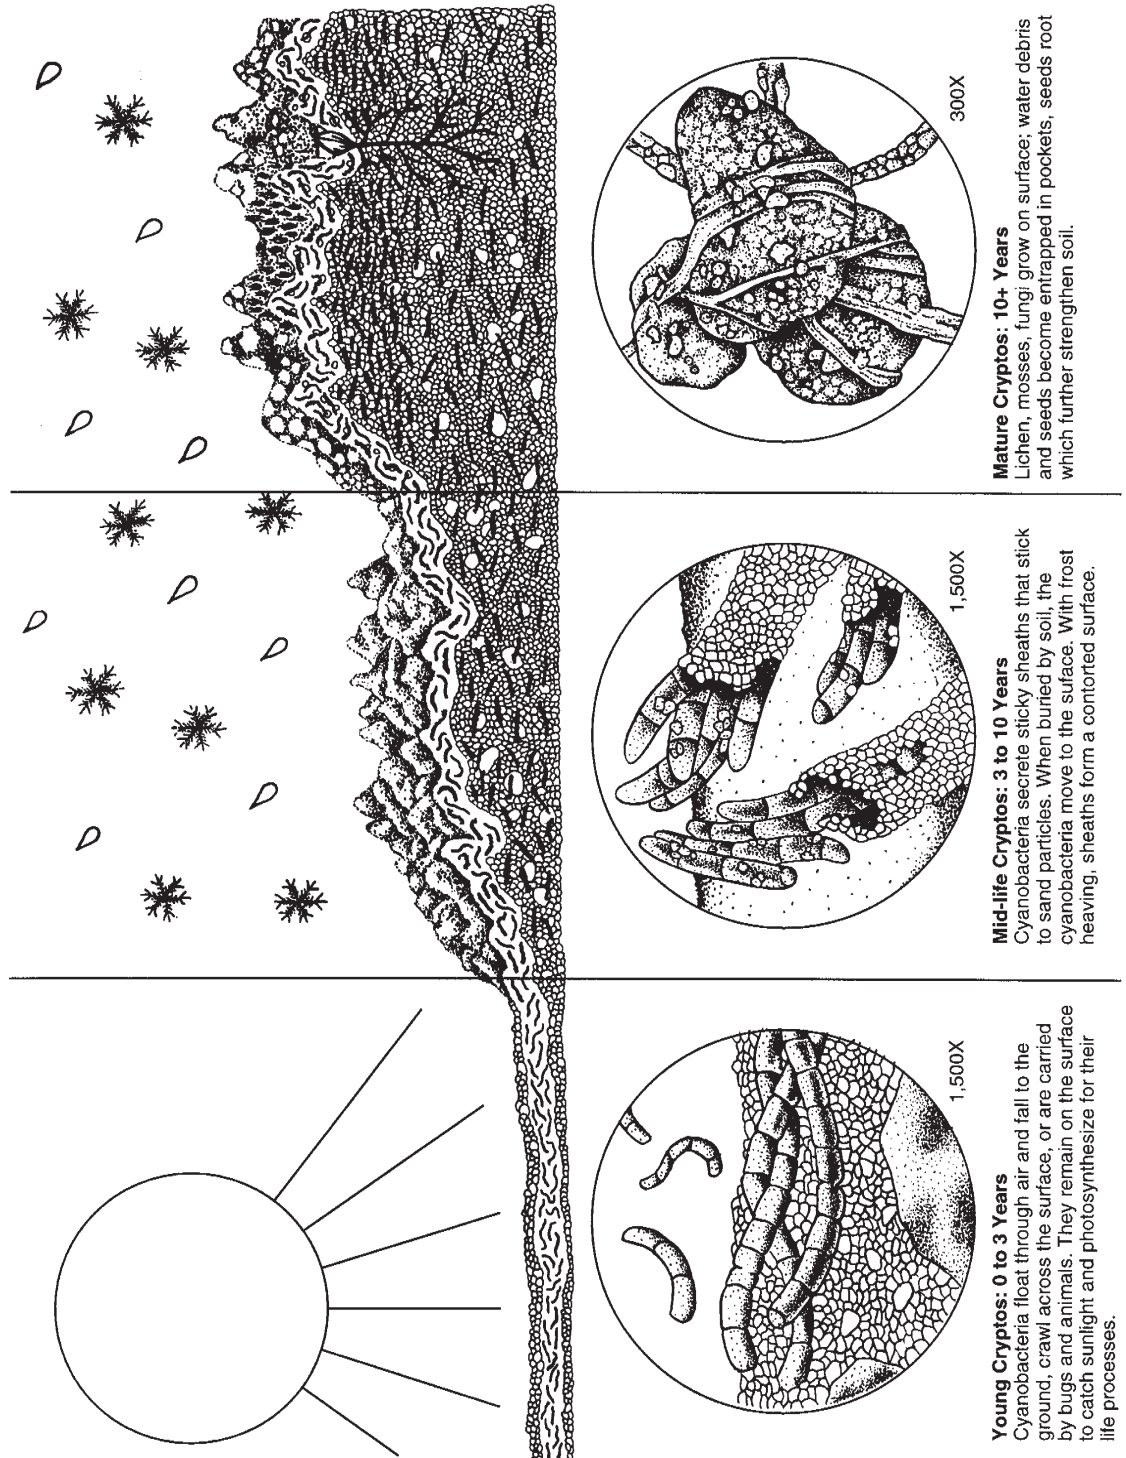 1,500X
Young Cryptos: 0 to 3 Years
Cyanobacteria float through air and fall to the
ground, crawl across the surface, or are carried
by bugs and animals. They remain on the surface
to catch sunlight and photosynthesize for their
life processes.
1,500X
Mid-life Cryptos: 3 to 10 Years
Cyanobacteria secrete sticky sheaths that stick
to sand particles. When buried by soil, the
cyanobacteria move to the suface. With frost
heaving, sheaths form a contorted surface.
300X
Mature Cryptos: 10+ Years
Lichen, mosses, fungi grow on surface; water debris
and seeds become entrapped in pockets, seeds root
which further strengthen soil.